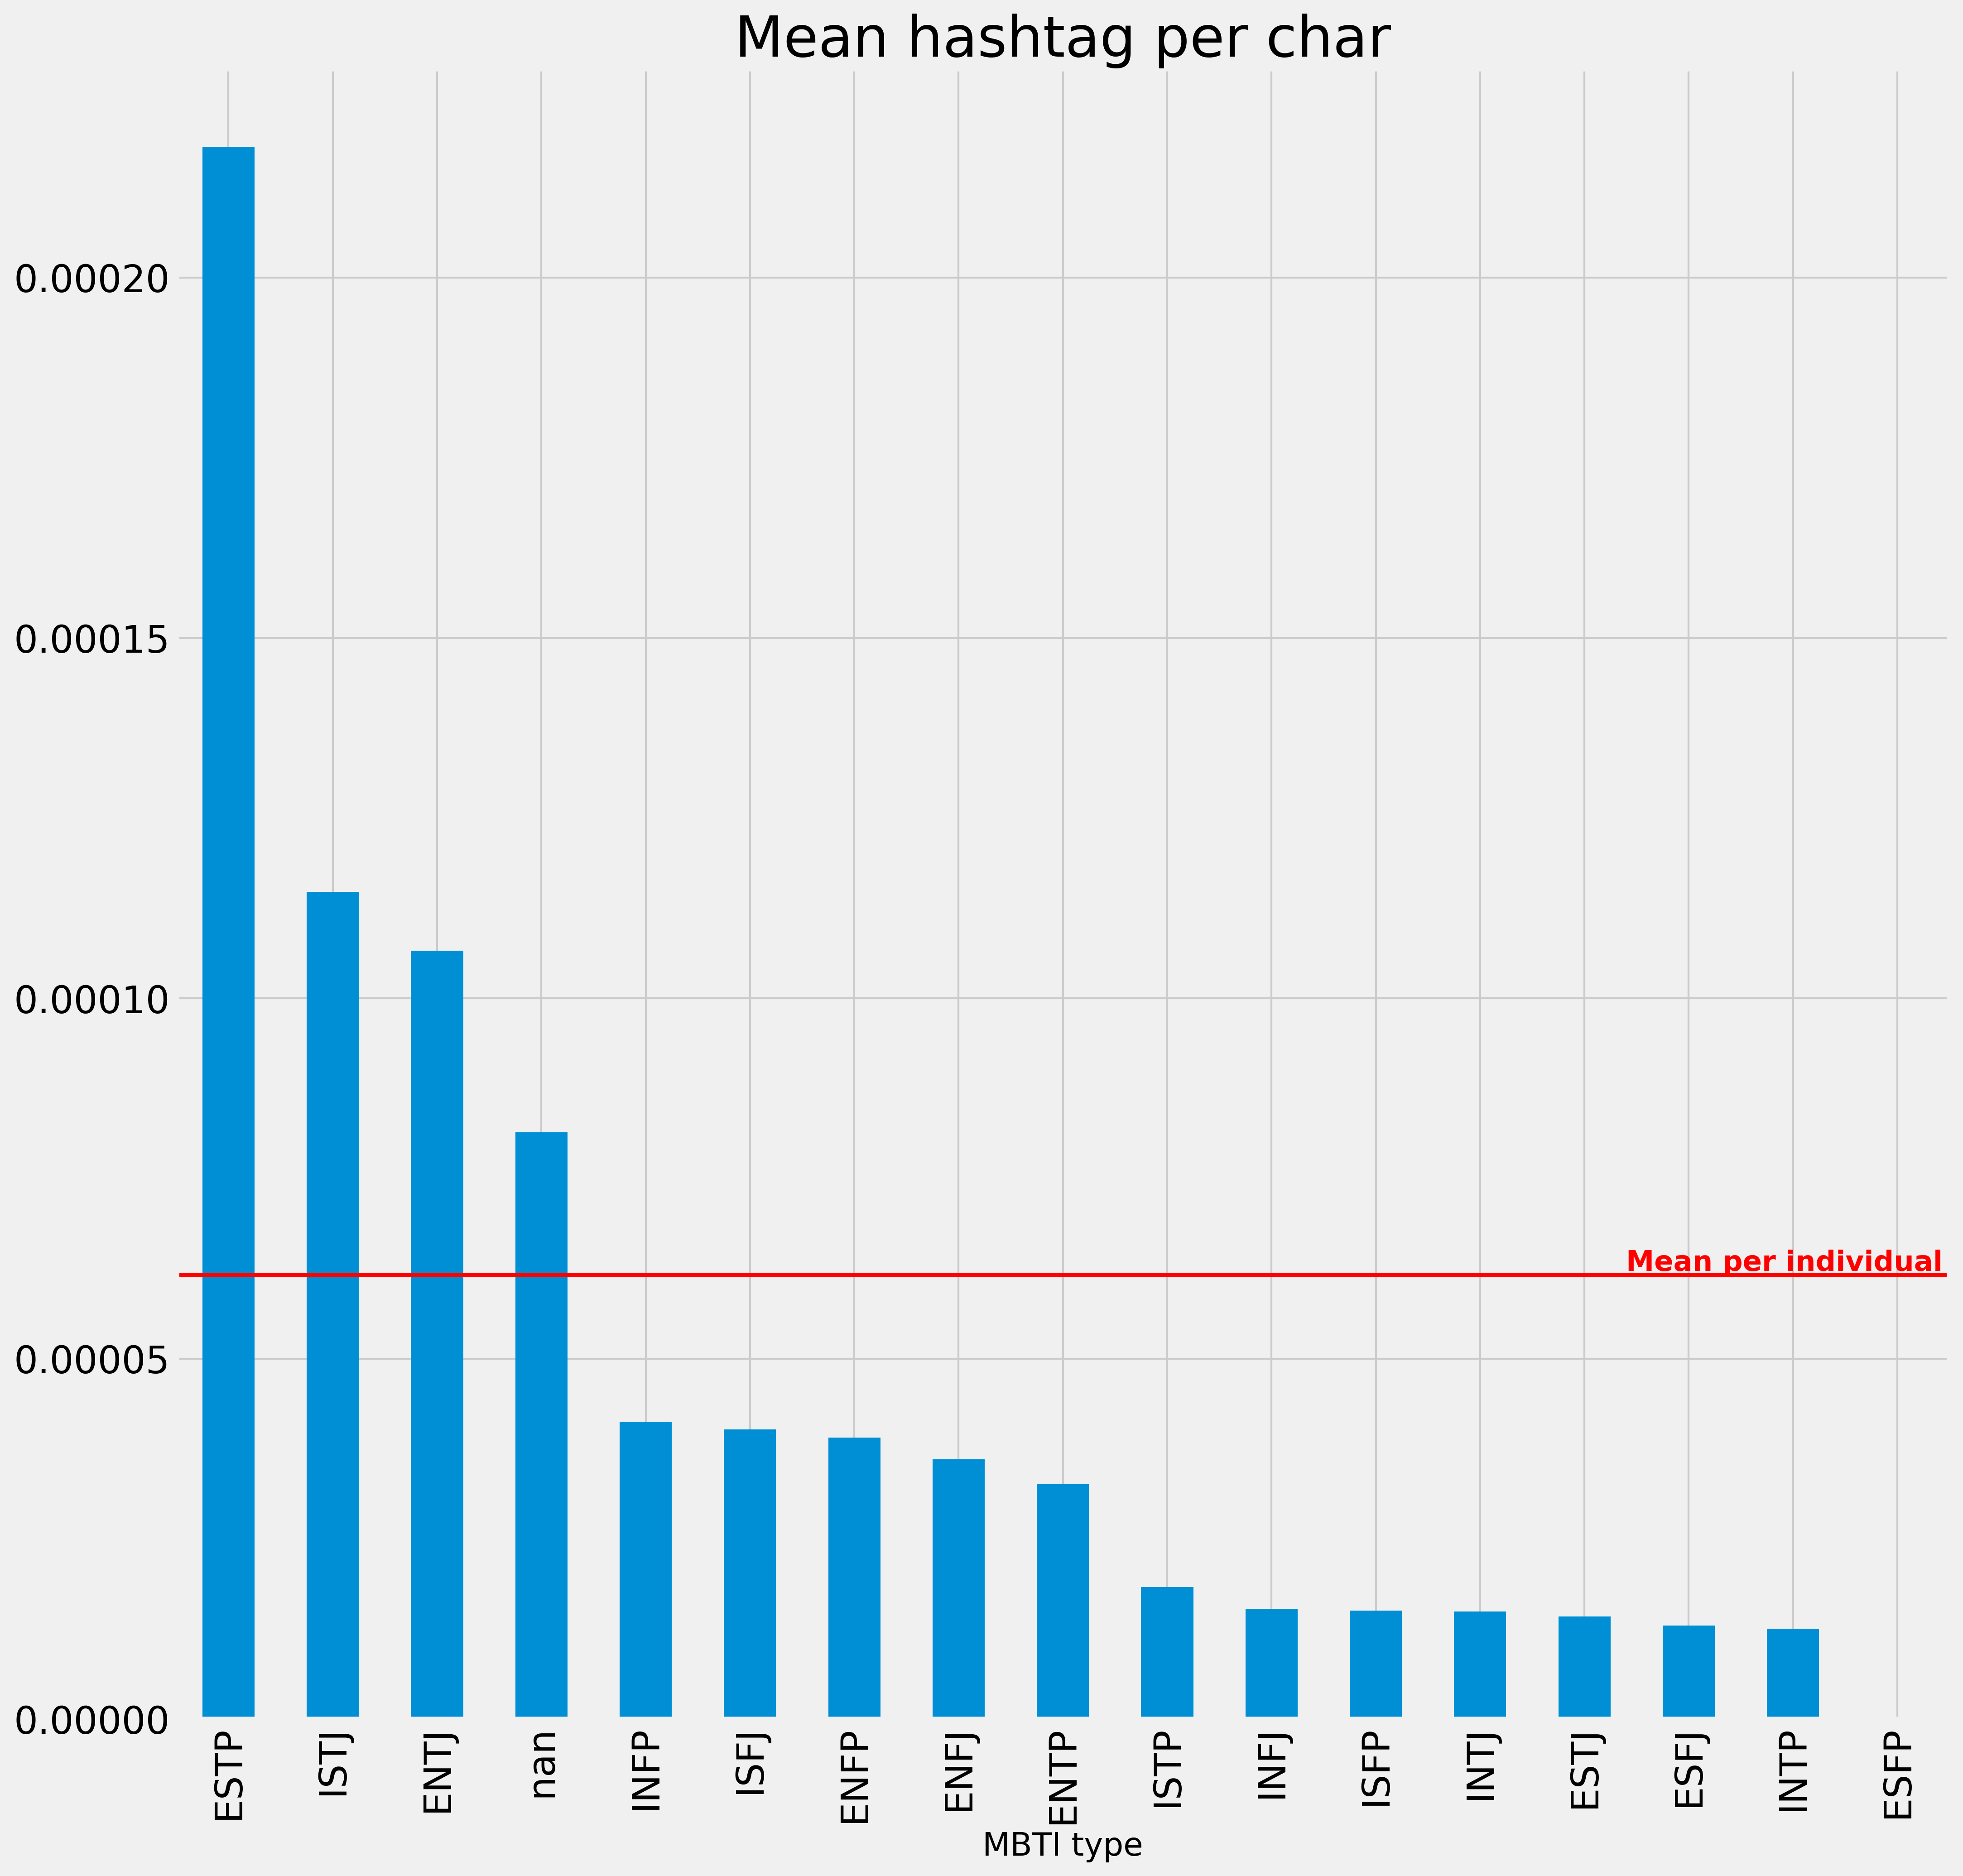 Mean hashtag per char
0.00020
0.00015
0.00010
0.00005
0.00000
Mean per individual
ESTP
ISTJ
ENTJ
nan
INFP
ISFJ
ENFP
ENFJ
ENTP
ISTP
INFJ
ISFP
INTJ
ESTJ
ESFJ
INTP
ESFP
MBTI type